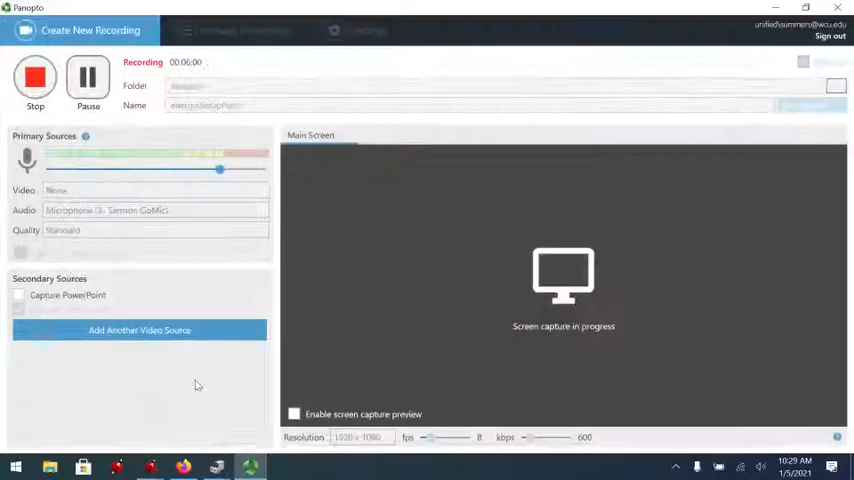 Panopto
Create New Recording
Settings
unified\summers@wcu.edu
Sign out
Recording 00:06:00
Stop
Pause
Folder
Name
Primary Sources
Video None
Audio Microphone (3- Samson GoMic)
Quality Standard
Secondary Sources
Capture PowerPoint
Add Another Video Source
Main Screen
Screen capture in progress
Enable screen capture preview
Resolution 1920 x 1080 fps 8 kbps 600
10:29 AM
1/5/2021